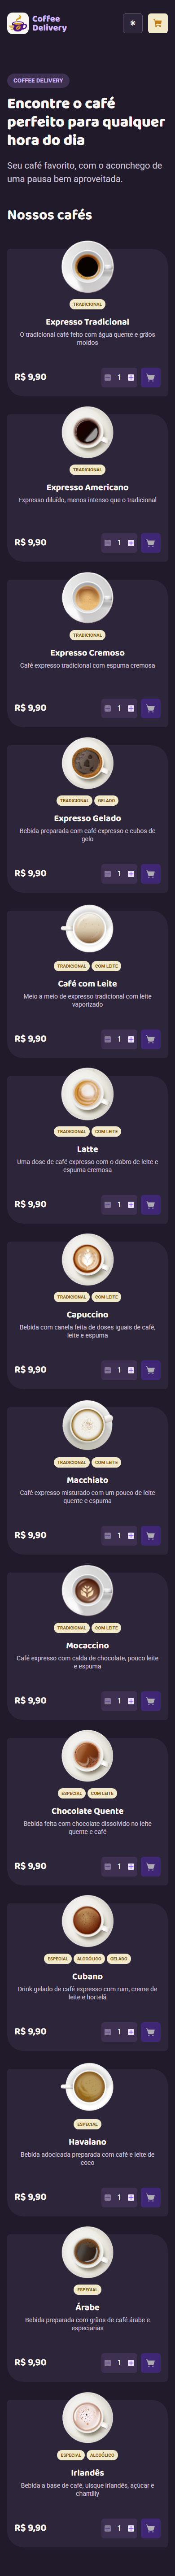 Coffee
Delivery
COFFEE DELIVERY
Encontre o café
perfeito para qualquer
hora do dia
Seu café favorito, com o aconchego de
uma pausa bem aproveitada.
Nossos cafés
TRADICIONAL
Expresso Tradicional
O tradicional café feito com água quente e grãos
moídos
R$ 9,90
1
TRADICIONAL
Expresso Americano
Expresso diluído, menos intenso que o tradicional
R$ 9,90
1
TRADICIONAL
Expresso Cremoso
Café expresso tradicional com espuma cremosa
R$ 9,90
1
TRADICIONAL GELADO
Expresso Gelado
Bebida preparada com café expresso e cubos de
gelo
R$ 9,90
1
TRADICIONAL COM LEITE
Café com Leite
Meio a meio de expresso tradicional com leite
vaporizado
R$ 9,90
1
TRADICIONAL COM LEITE
Latte
Uma dose de café expresso com o dobro de leite e
espuma cremosa
R$ 9,90
1
TRADICIONAL COM LEITE
Capuccino
Bebida com canela feita de doses iguais de café,
leite e espuma
R$ 9,90
1
TRADICIONAL COM LEITE
Macchiato
Café expresso misturado com um pouco de leite
quente e espuma
R$ 9,90
1
TRADICIONAL COM LEITE
Mocaccino
Café expresso com calda de chocolate, pouco leite
e espuma
R$ 9,90
1
ESPECIAL COM LEITE
Chocolate Quente
Bebida feita com chocolate dissolvido no leite
quente e café
R$ 9,90
1
ESPECIAL ALCOÓLICO GELADO
Cubano
Drink gelado de café expresso com rum, creme de
leite e hortelã
R$ 9,90
1
ESPECIAL
Havaiano
Bebida adocicada preparada com café e leite de
coco
R$ 9,90
1
ESPECIAL
Árabe
Bebida preparada com grãos de café árabe e
especiarias
R$ 9,90
1
ESPECIAL ALCOÓLICO
Irlandês
Bebida a base de café, uísque irlandês, açúcar e
chantilly
R$ 9,90
1